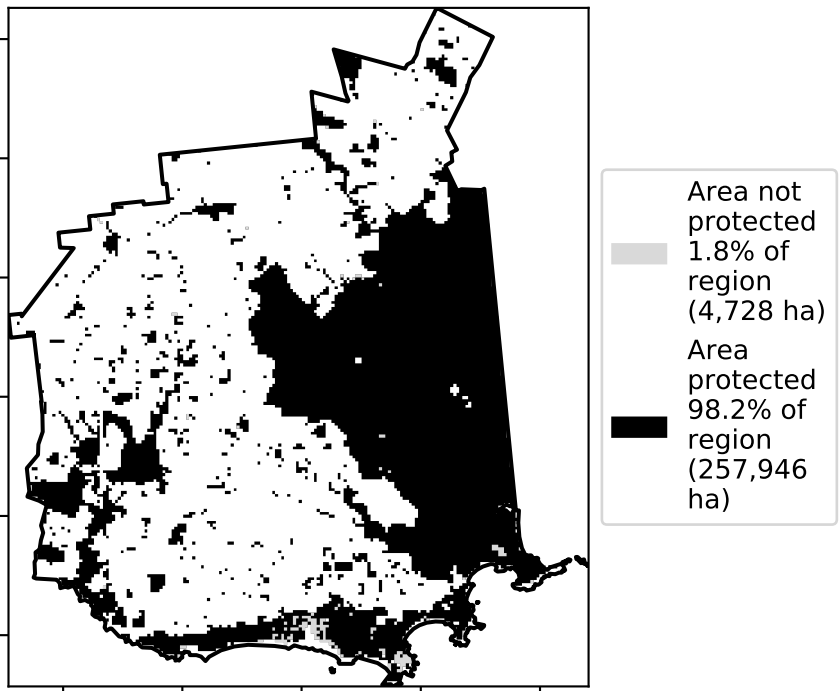 Area not
protected
1.8% of
region
(4,728 ha)
Area
protected
98.2% of
region
(257,946
ha)